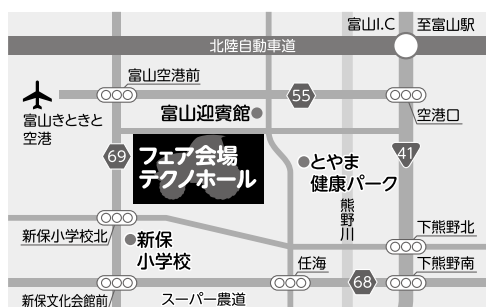 富山I.C
至富山駅
北陸自動車道
富山空港前
55
富山迎賓館
空港口
富山きときと
空港
69
フェア会場
テクノホール
41
とやま
健康パーク
熊野川
新保小学校北
新保
小学校
下熊野北
任海
下熊野南
68
新保文化会館前
スーパー農道